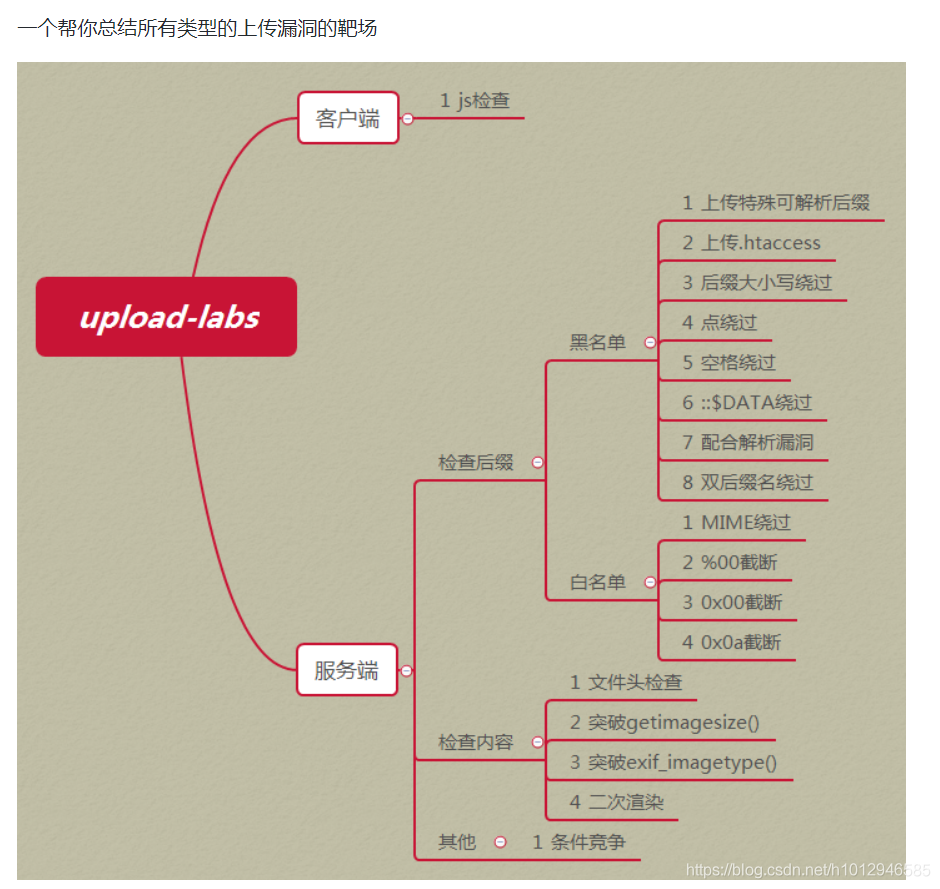 一个帮你总结所有类型的上传漏洞的靶场
客户端
1 js检查
upload-labs
服务端
检查后缀
黑名单
1 上传特殊可解析后缀
2 上传.htaccess
3 后缀大小写绕过
4 点绕过
5 空格绕过
6 ::$DATA绕过
7 配合解析漏洞
8 双后缀名绕过
白名单
1 MIME绕过
2 %00截断
3 0x00截断
4 0x0a截断
检查内容
1 文件头检查
2 突破getimagesize()
3 突破exif_imagetype()
4 二次渲染
其他
1 条件竞争
https://blog.csdn.net/h1012946585